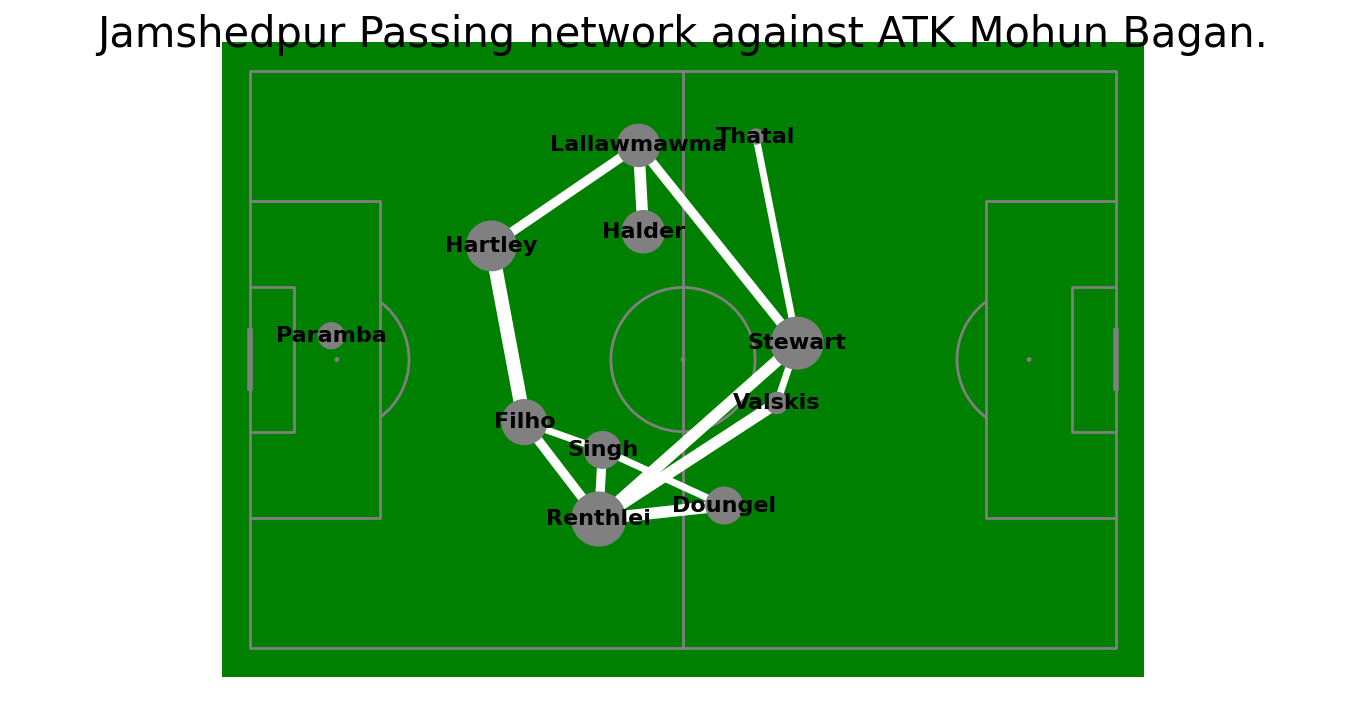 Jamshedpur Passing network against ATK Mohun Bagan.
Thatal
Lallawmawma
Halder
Hartley
Paramba
Stewart
Valskis
Filho
Singh
Doungel
Renthlei